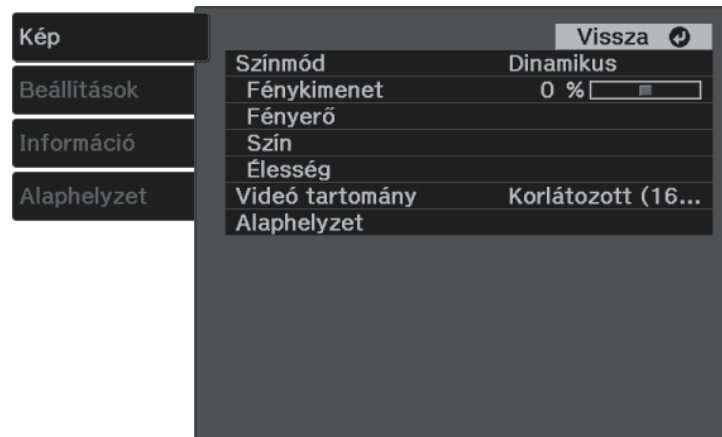 Kép
Beállítások
Információ
Alaphelyzet
Vissza
Színmód Dinamikus
Fénykimenet 0 %
Fényerő
Szín
Élesség
Videó tartomány Korlátozott (16...
Alaphelyzet